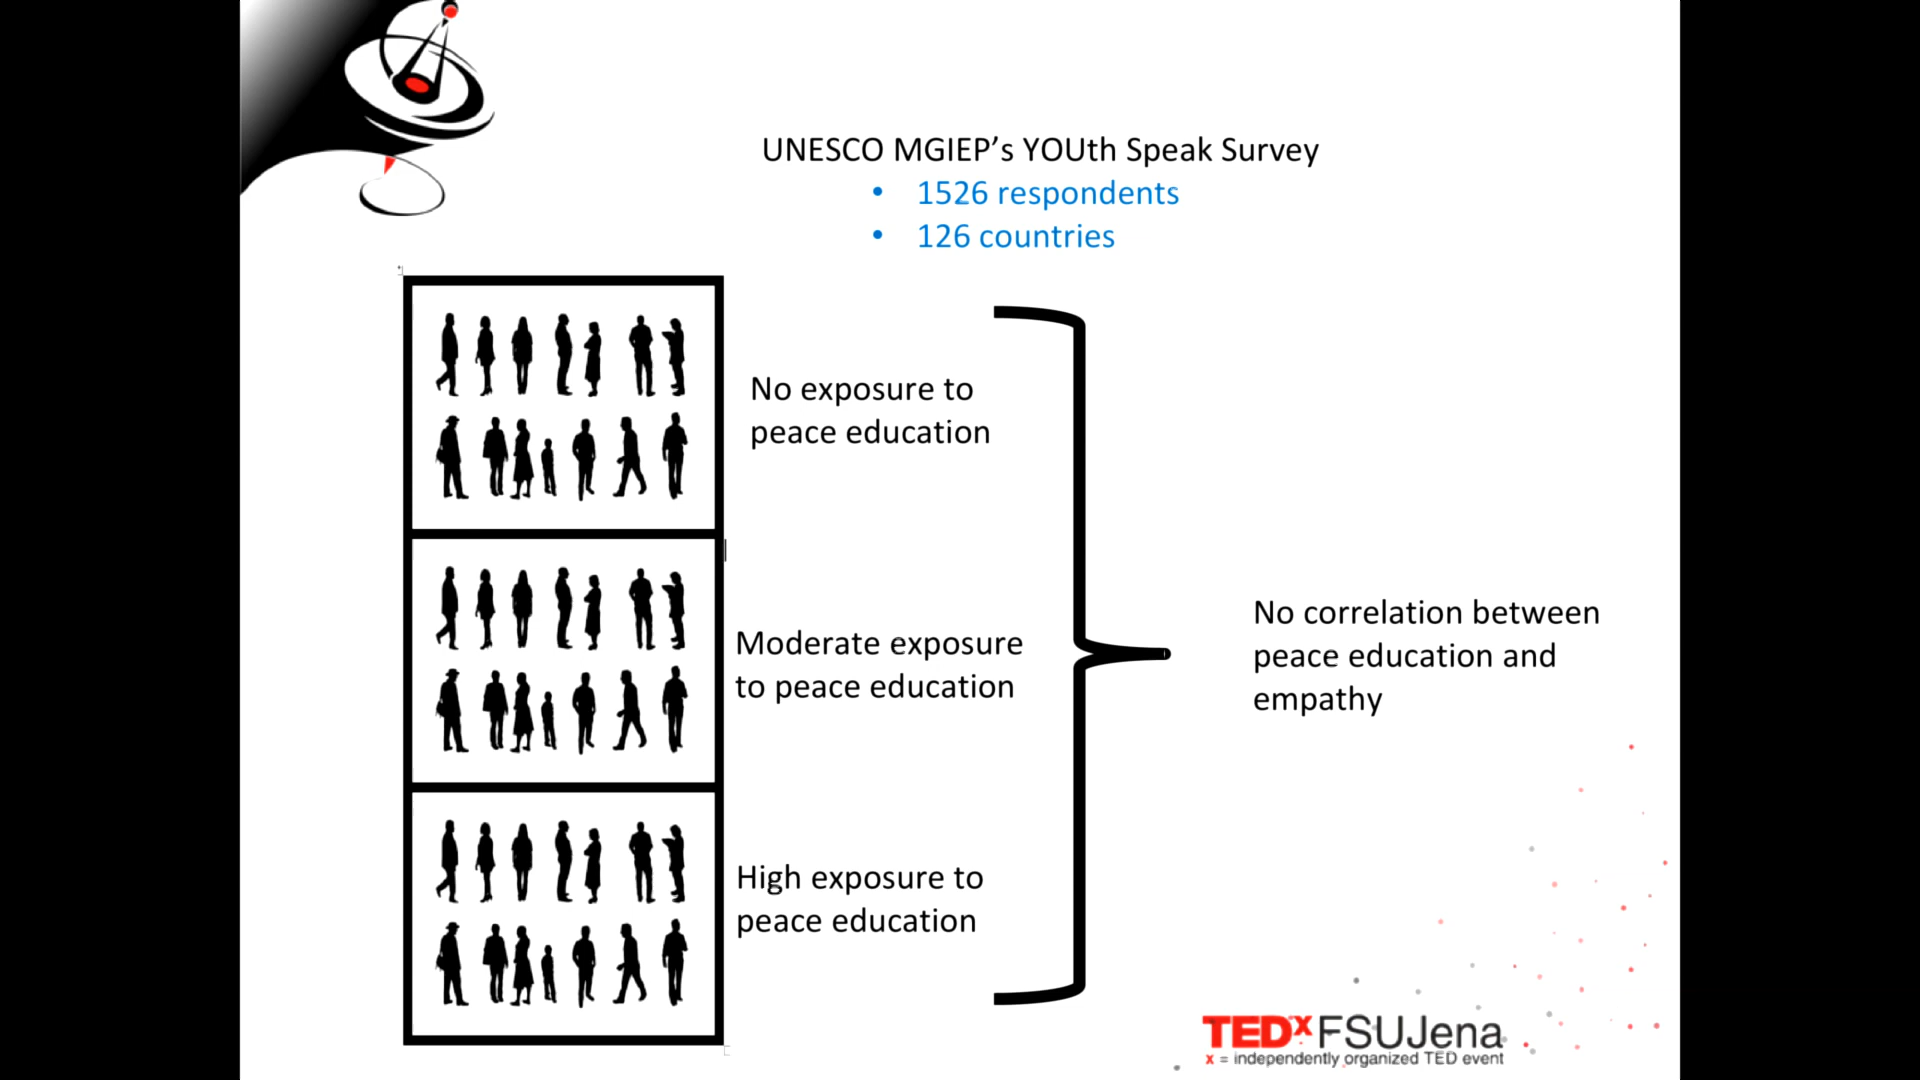 UNESCO MGIEP’s YOUth Speak Survey
• 1526 respondents
• 126 countries
No exposure to
peace education
Moderate exposure
to peace education
High exposure to
peace education
No correlation between
peace education and
empathy
TEDxFSUJena
x = independently organized TED event